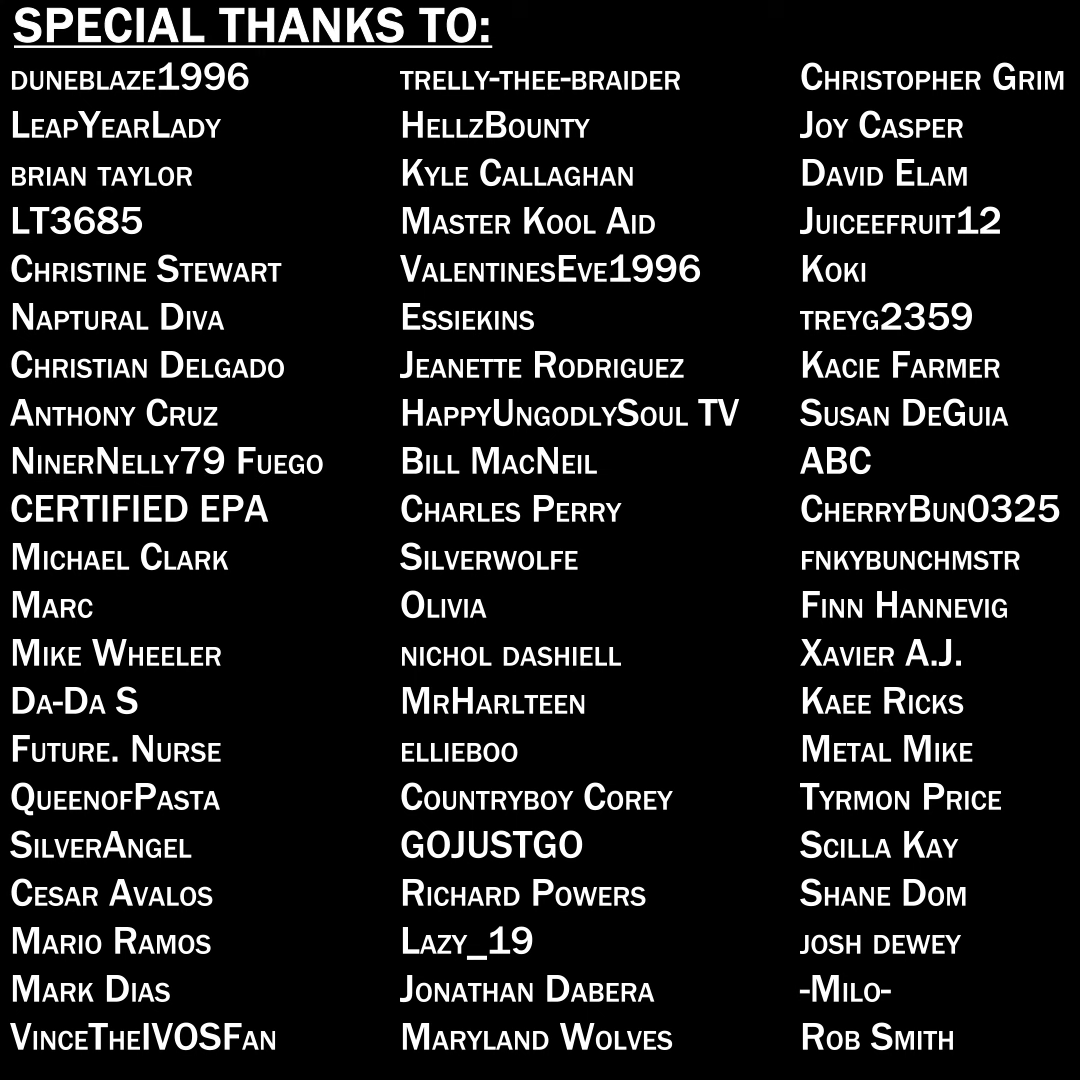 SPECIAL THANKS TO:
duneblaze1996
LeapYearLady
brian taylor
LT3685
Christine Stewart
Naptural Diva
Christian Delgado
Anthony Cruz
NinerNelly79 Fuego
CERTIFIED EPA
Michael Clark
Marc
Mike Wheeler
Da-Da S
Future. Nurse
QueenofPasta
SilverAngel
Cesar Avalos
Mario Ramos
Mark Dias
VinceTheIVOSFan
trelly-thee-braider
HellzBounty
Kyle Callaghan
Master Kool Aid
ValentinesEve1996
Essiekins
Jeanette Rodriguez
HappyUngodlySoul TV
Bill MacNeil
Charles Perry
Silverwolfe
Olivia
nichol dashiell
MrHarlteen
ellieboo
Countryboy Corey
GOJUSTGO
Richard Powers
Lazy_19
Jonathan Dabera
Maryland Wolves
Christopher Grim
Joy Casper
David Elam
Juiceefruit12
Koki
treyg2359
Kacie Farmer
Susan DeGuia
ABC
CherryBun0325
fnkybunchmstr
Finn Hannevig
Xavier A.J.
Kaee Ricks
Metal Mike
Tyrmon Price
Scilla Kay
Shane Dom
josh dewey
-Milo-
Rob Smith